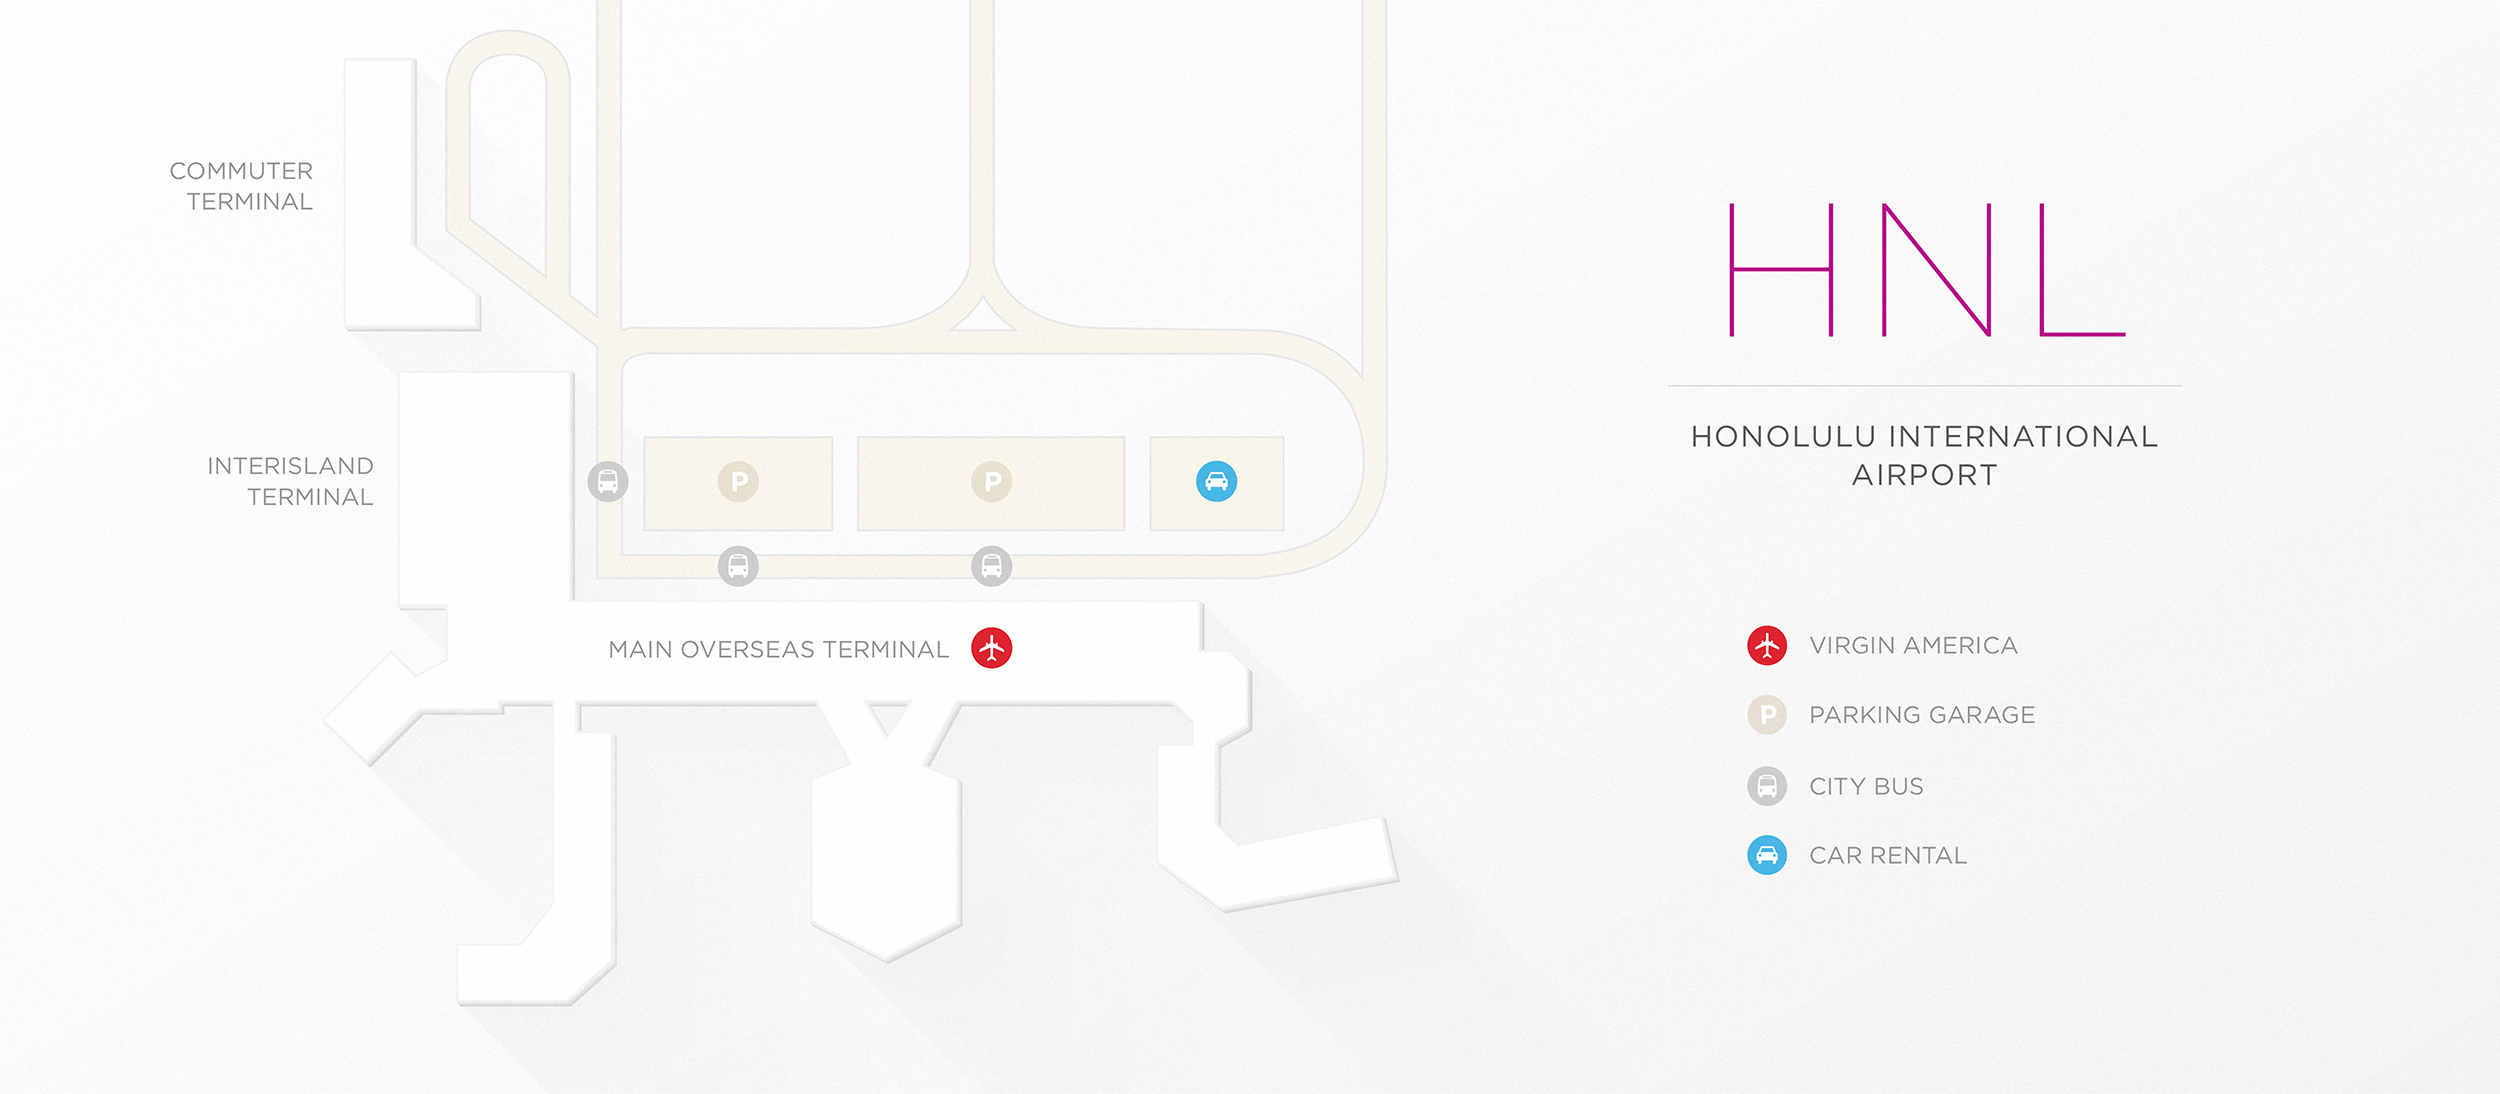 COMMUTER
TERMINAL
INTERISLAND
TERMINAL
P
P
MAIN OVERSEAS TERMINAL
HNL
HONOLULU INTERNATIONAL
AIRPORT
VIRGIN AMERICA
P PARKING GARAGE
CITY BUS
CAR RENTAL